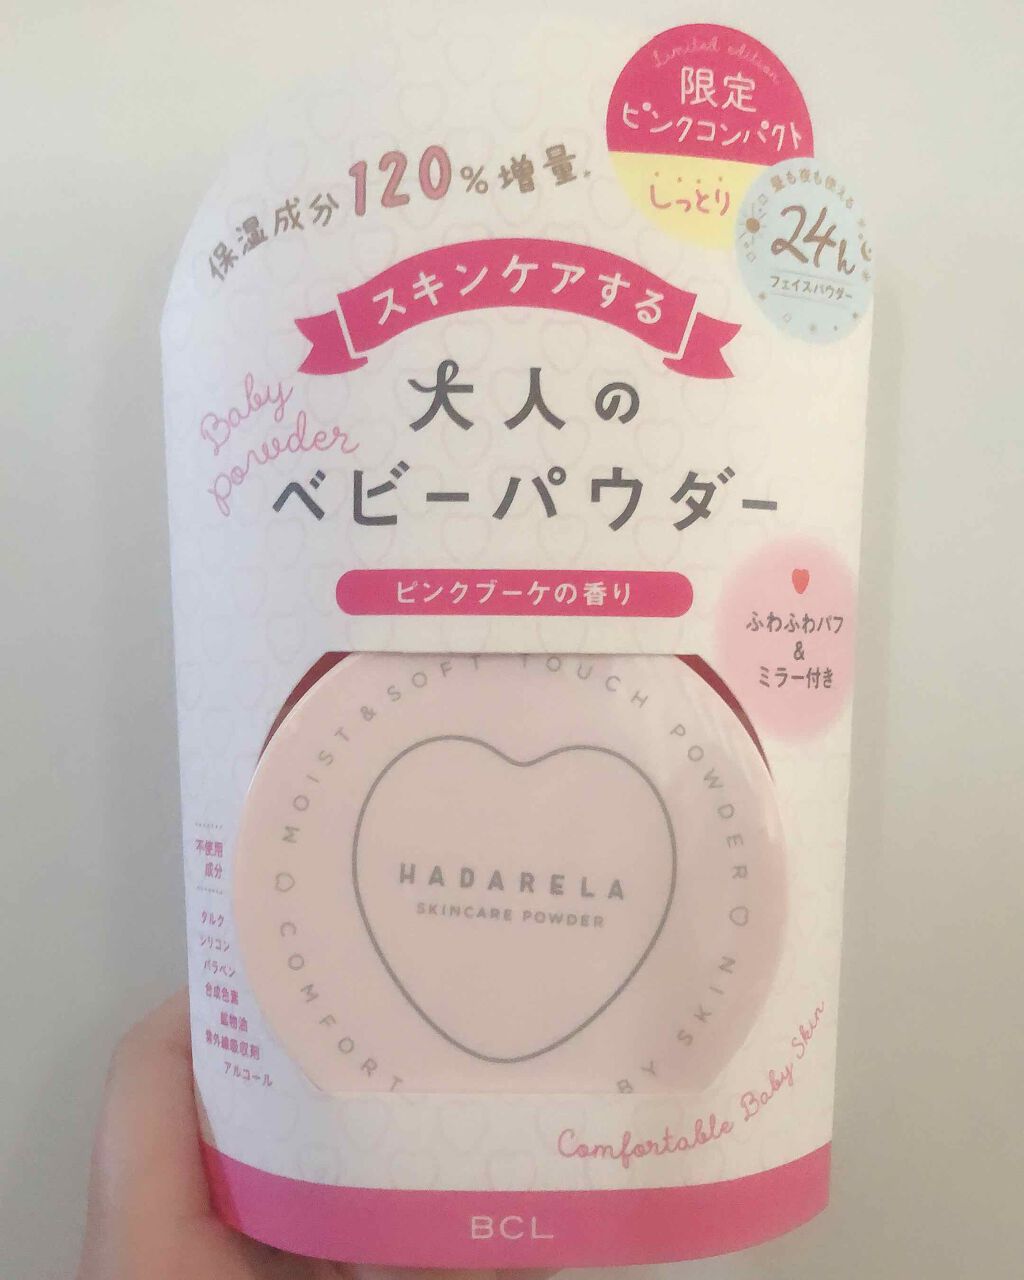 Limited edition
限定
ピンクコンパクト
しっとり
昼も夜も使える
24h
フェイスパウダー
保湿成分120%増量.
スキンケアする
大人の
ベビーパウダー
Baby
powder
ピンクブーケの香り
ふわふわパフ
&
ミラー付き
MOIST & SOFT TOUCH POWDER
BY SKIN
COMFORT
HADARELA
SKINCARE POWDER
不使用
成分
タルク
シリコン
パラベン
合成色素
鉱物油
紫外線吸収剤
アルコール
Comfortable Baby Skin
BCL